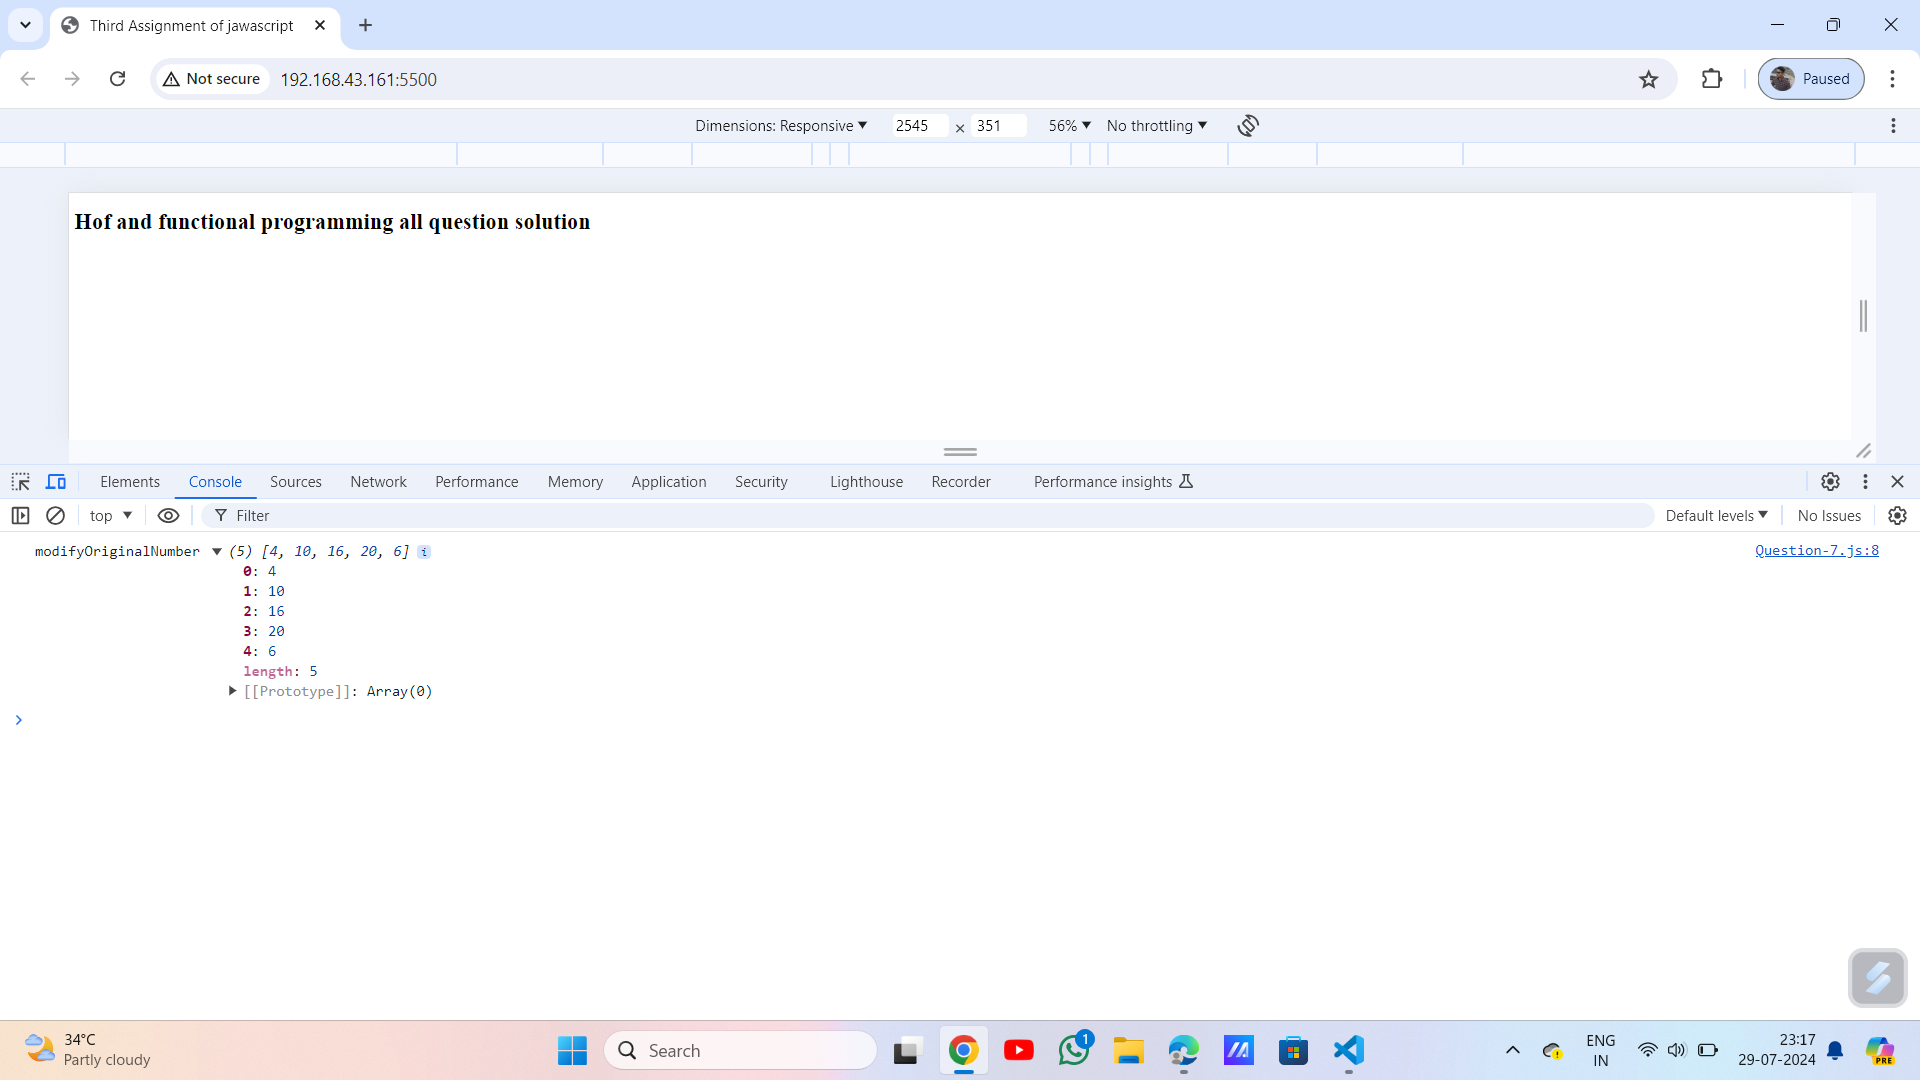 Third Assignment of jawascript
Not secure
192.168.43.161:5500
Paused
Dimensions: Responsive 2545 × 351 56% No throttling
Hof and functional programming all question solution
Elements Console Sources Network Performance Memory Application Security Lighthouse Recorder Performance insights
top Filter Default levels No Issues
modifyOriginalNumber (5) [4, 10, 16, 20, 6] i Question-7.js:8
0: 4
1: 10
2: 16
3: 20
4: 6
length: 5
[[Prototype]]: Array(0)
34°C
Partly cloudy
Search
1
ENG
IN
23:17
29-07-2024
PRE